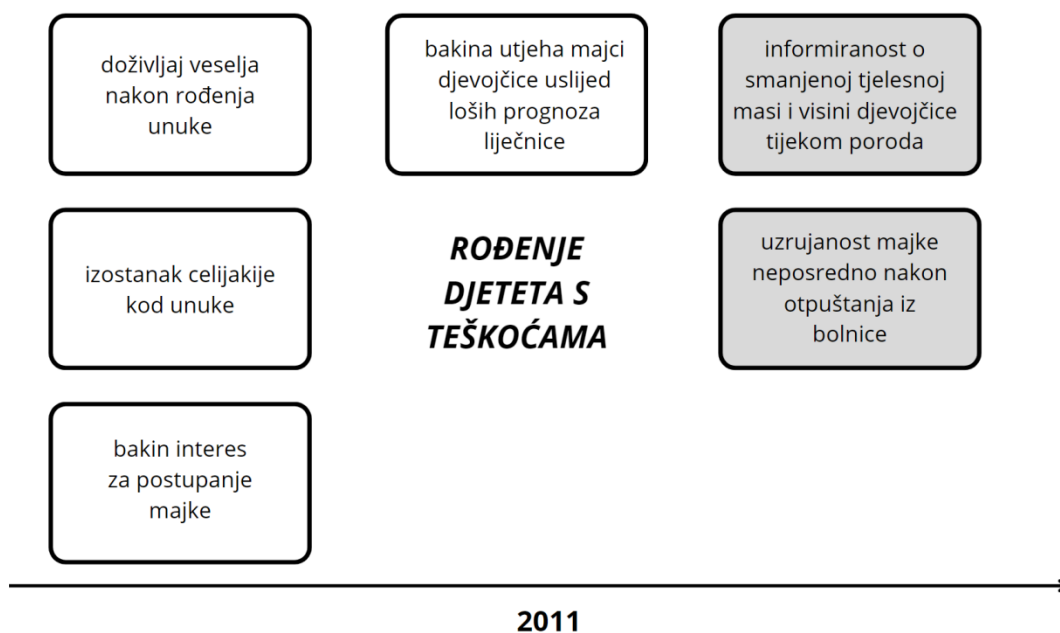 doživljaj veselja
nakon rođenja
unuke
bakina utjeha majci
djevojčice uslijed
loših prognoza
liječnice
informiranost o
smanjenoj tjelesnoj
masi i visini djevojčice
tijekom poroda
izostanak celijakije
kod unuke
ROĐENJE
DJETETA S
TEŠKOĆAMA
uzrujanost majke
neposredno nakon
otpuštanja iz
bolnice
bakin interes
za postupanje
majke
2011